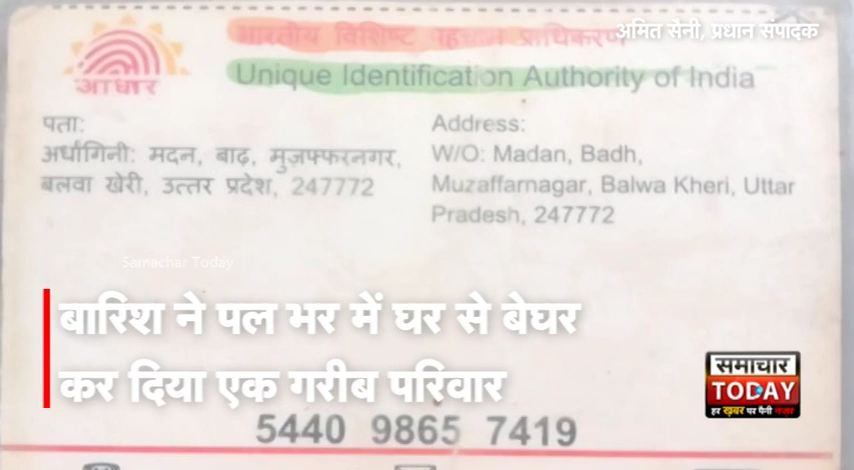 अमित सैनी, प्रधान संपादक
भारतीय विशिष्ट पहचान प्राधिकरण
Unique Identification Authority of India
आधार
पता:
अर्धांगिनी: मदन, बाढ़, मुज़फ्फरनगर,
बलवा खेरी, उत्तर प्रदेश, 247772
Address:
W/O: Madan, Badh,
Muzaffarnagar, Balwa Kheri, Uttar
Pradesh, 247772
Samachar Today
बारिश ने पल भर में घर से बेघर
कर दिया एक गरीब परिवार
समाचार
TODAY
हर ख़बर पर पैनी नज़र
5440 9865 7419